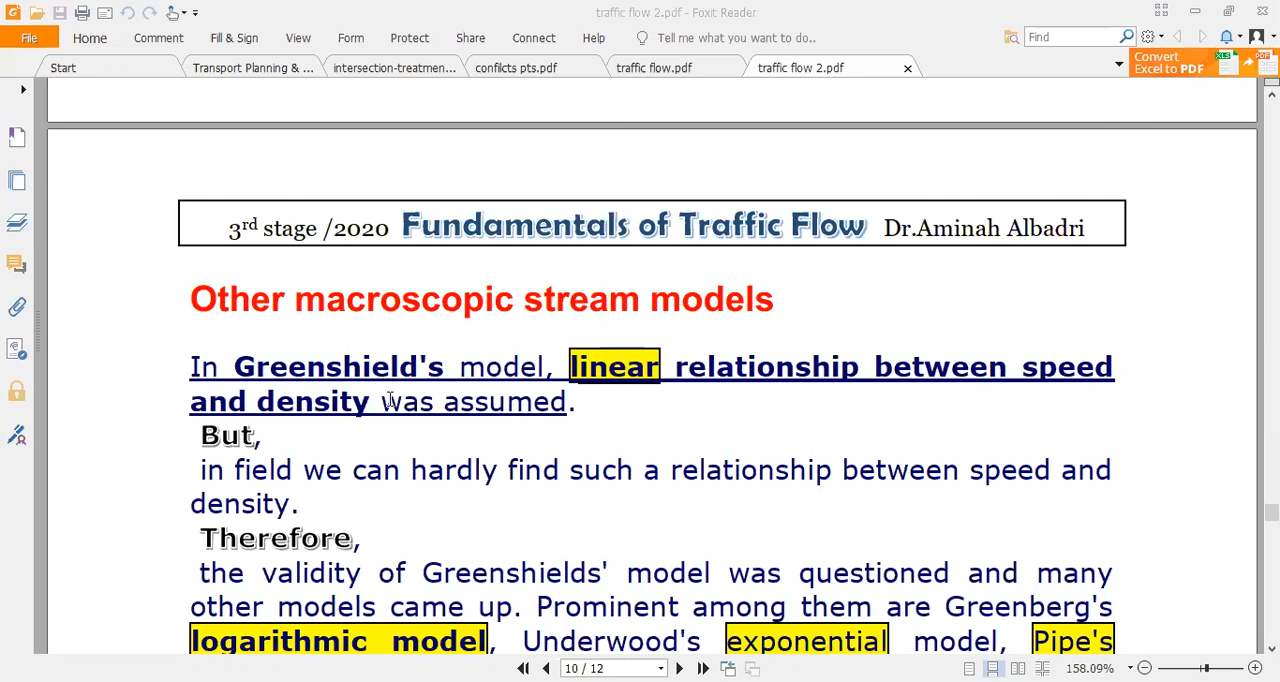 traffic flow 2.pdf - Foxit Reader
File Home Comment Fill & Sign View Form Protect Share Connect Help Tell me what you want to do.. Find
Start Transport Planning & ... intersection-treatmen... confilcts pts.pdf traffic flow.pdf traffic flow 2.pdf
Convert
Excel to PDF
3rd stage /2020 Fundamentals of Traffic Flow Dr.Aminah Albadri
Other macroscopic stream models
In Greenshield's model, linear relationship between speed
and density was assumed.
But,
in field we can hardly find such a relationship between speed and
density.
Therefore,
the validity of Greenshields' model was questioned and many
other models came up. Prominent among them are Greenberg's
logarithmic model, Underwood's exponential model, Pipe's
10 / 12 158.09%